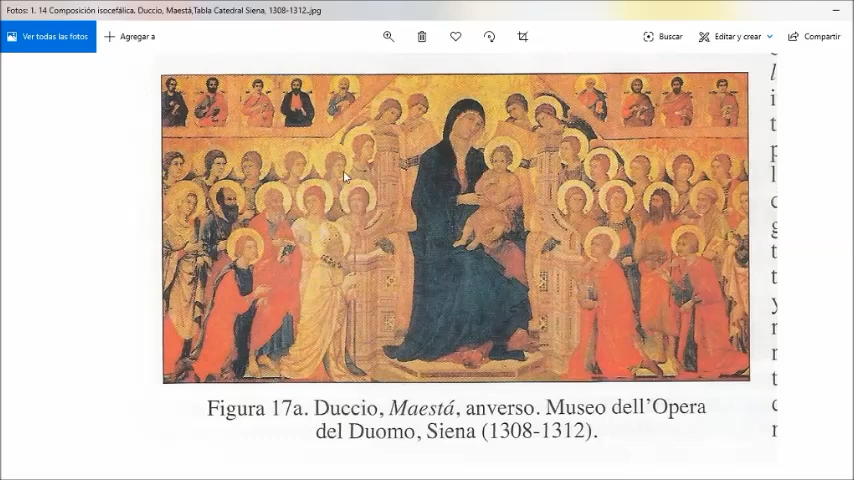 Fotos: 1. 14 Composición isocefálica. Duccio, Maestá,Tabla Catedral Siena, 1308-1312..jpg
Ver todas las fotos
Agregar a
Buscar
Editar y crear
Compartir
Figura 17a. Duccio, Maestá, anverso. Museo dell'Opera
del Duomo, Siena (1308-1312).